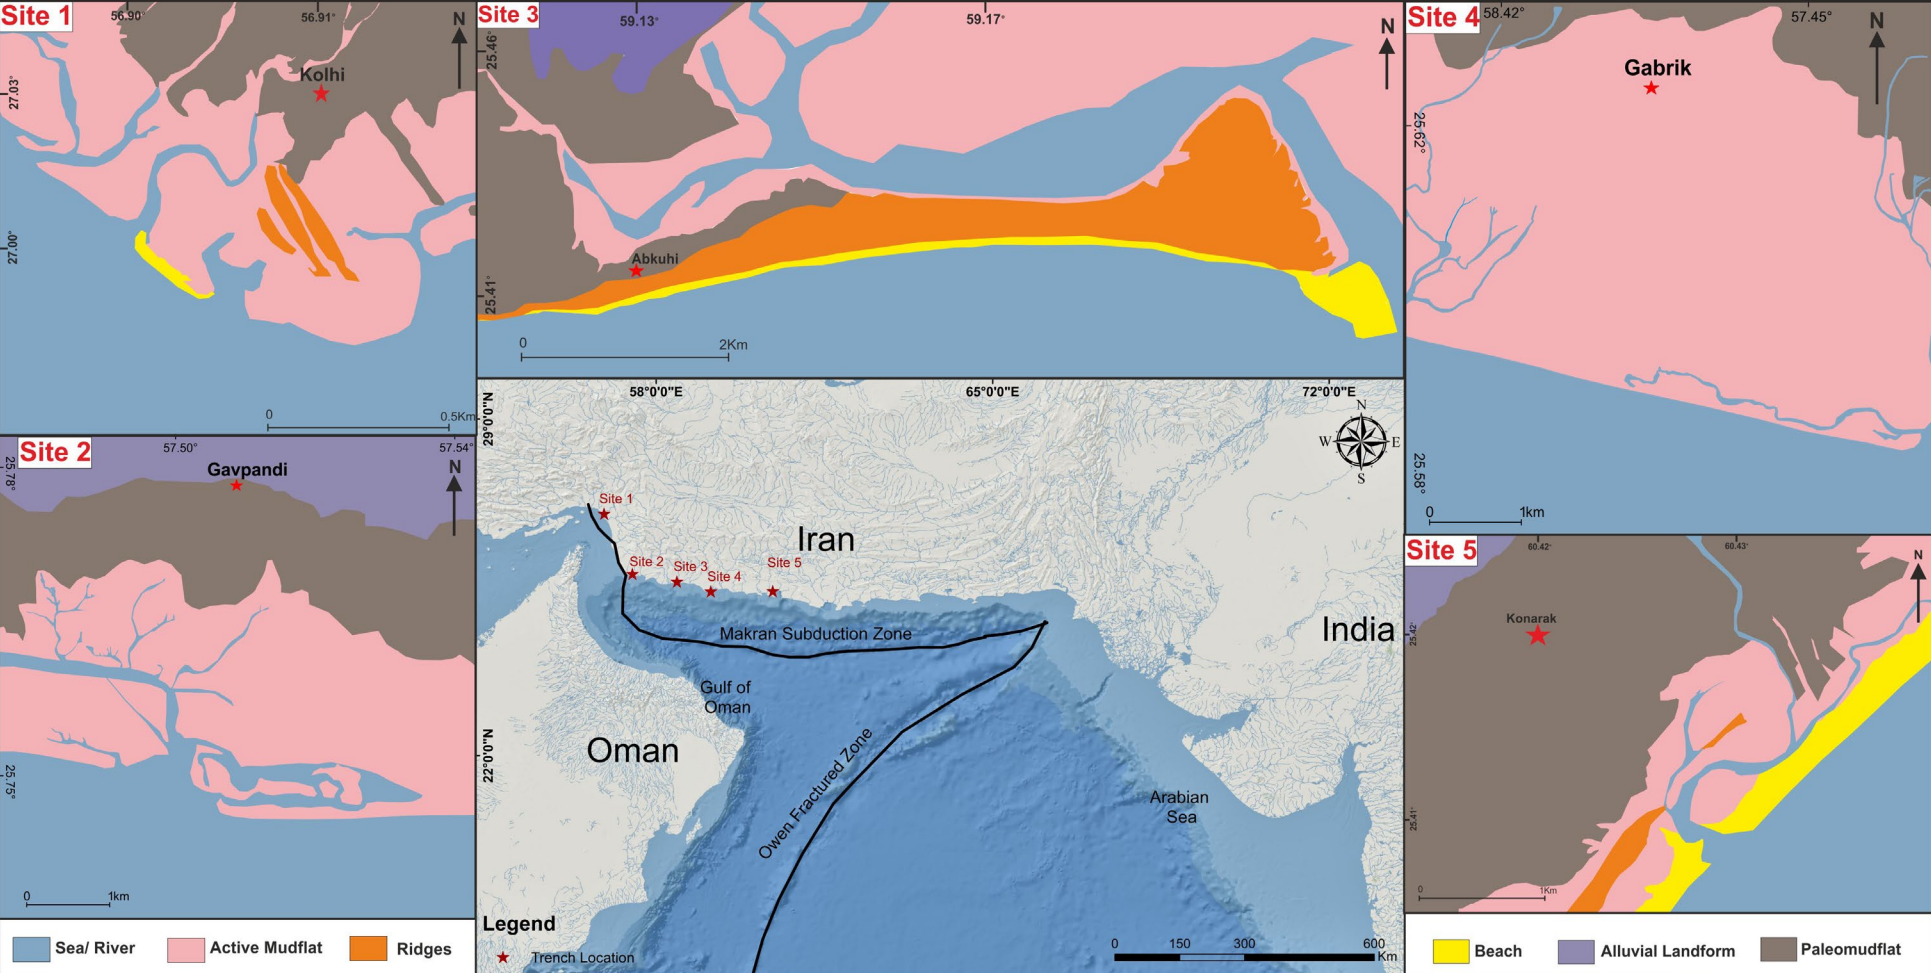 Site 1
56.90°
56.91°
N
Kolhi
27.03°
27.00°
0
0.5Km
Site 3
59.13°
59.17°
N
25.46°
25.41°
Abkuhi
0
2Km
Site 4
58.42°
57.45°
N
Gabrik
25.62°
25.58°
0
1km
Site 2
57.50°
57.54°
N
25.78°
25.75°
Gavpandi
0
1km
58°0'0"E
65°0'0"E
72°0'0"E
29°0'0"N
22°0'0"N
N
W
E
S
Site 1
Site 2
Site 3
Site 4
Site 5
Iran
India
Oman
Makran Subduction Zone
Gulf of
Oman
Owen Fractured Zone
Arabian
Sea
Legend
Trench Location
0
150
300
600
Km
Site 5
60.42°
60.43°
N
25.42°
25.41°
Konarak
0
1Km
Sea/ River
Active Mudflat
Ridges
Beach
Alluvial Landform
Paleomudflat